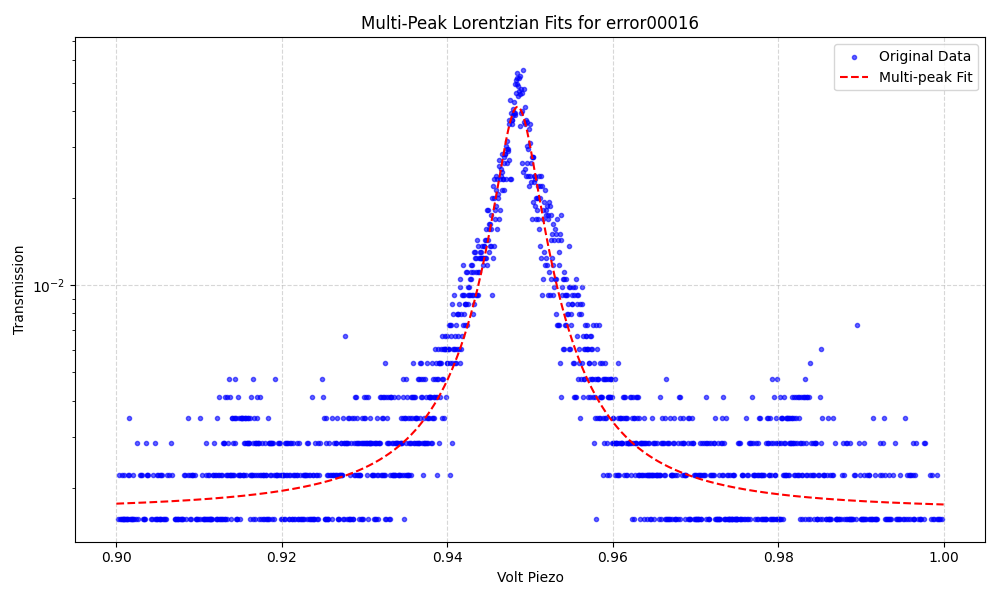 Multi-Peak Lorentzian Fits for error00016
Original Data
Multi-peak Fit
Transmission
10⁻²
0.90 0.92 0.94 0.96 0.98 1.00
Volt Piezo